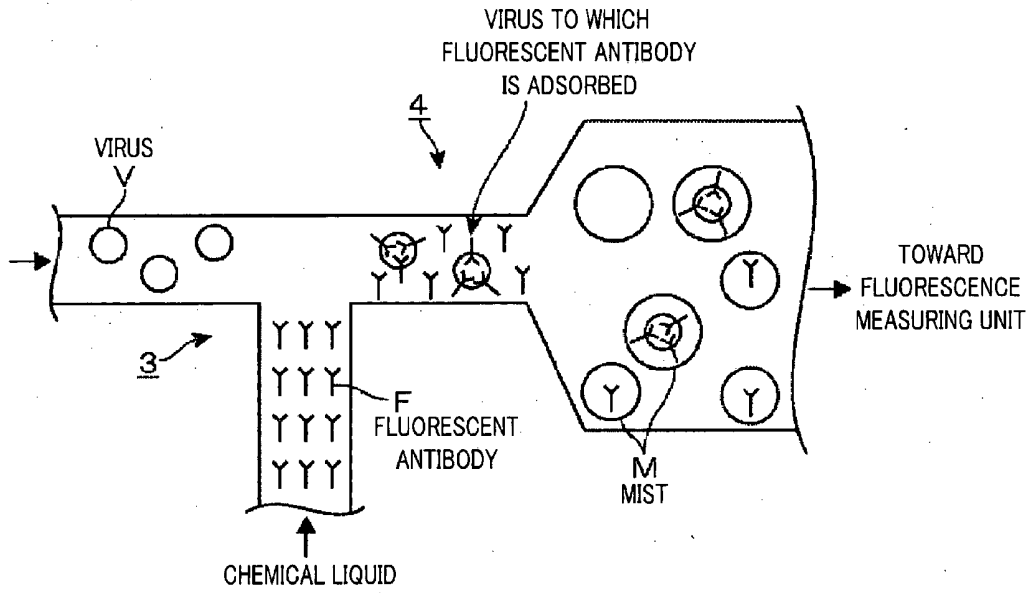 VIRUS TO WHICH
FLUORESCENT ANTIBODY
IS ADSORBED
4
VIRUS
V
TOWARD
FLUORESCENCE
MEASURING UNIT
3
F
FLUORESCENT
ANTIBODY
M
MIST
CHEMICAL LIQUID